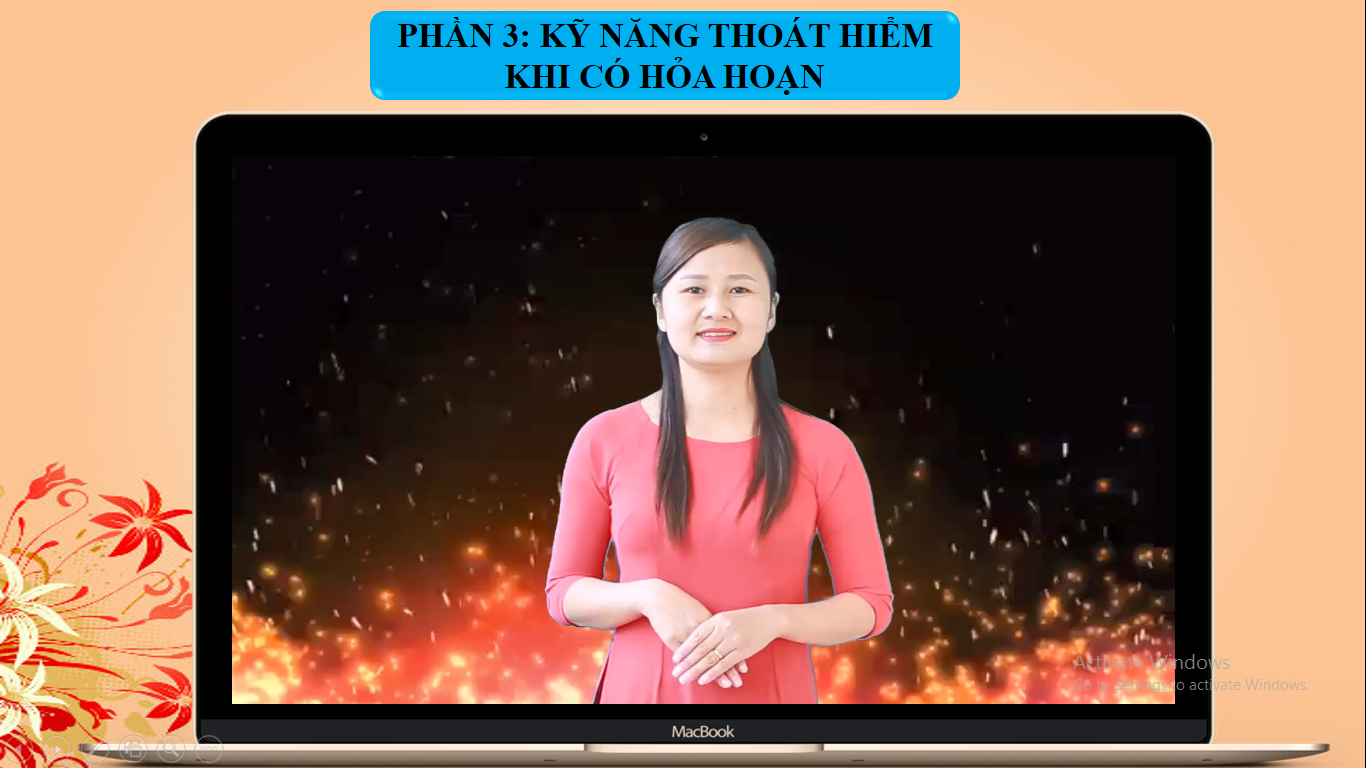 PHẦN 3: KỸ NĂNG THOÁT HIỂM
KHI CÓ HỎA HOẠN
Activate Windows
Go to Settings to activate Windows.
MacBook